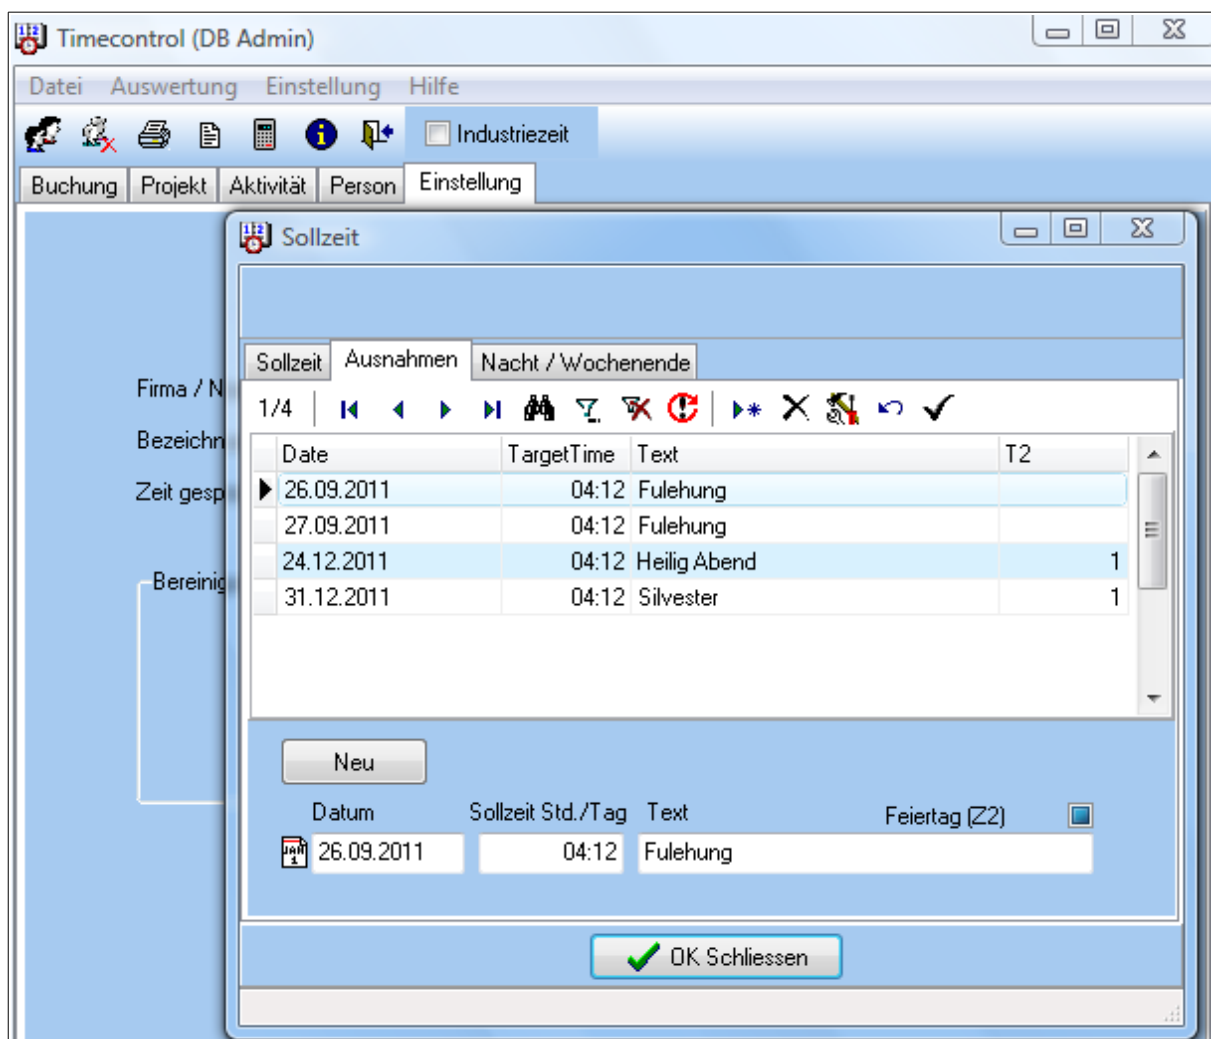 Timecontrol (DB Admin)
Datei Auswertung Einstellung Hilfe
Industriezeit
Buchung Projekt Aktivität Person Einstellung
Sollzeit
Sollzeit Ausnahmen Nacht / Wochenende
Firma / N
1/4
Bezeichn
Date TargetTime Text T2
Zeit gesp
26.09.2011 04:12 Fulehung
27.09.2011 04:12 Fulehung
24.12.2011 04:12 Heilig Abend 1
Bereinig
31.12.2011 04:12 Silvester 1
Neu
Datum Sollzeit Std./Tag Text Feiertag (Z2)
26.09.2011 04:12 Fulehung
OK Schliessen